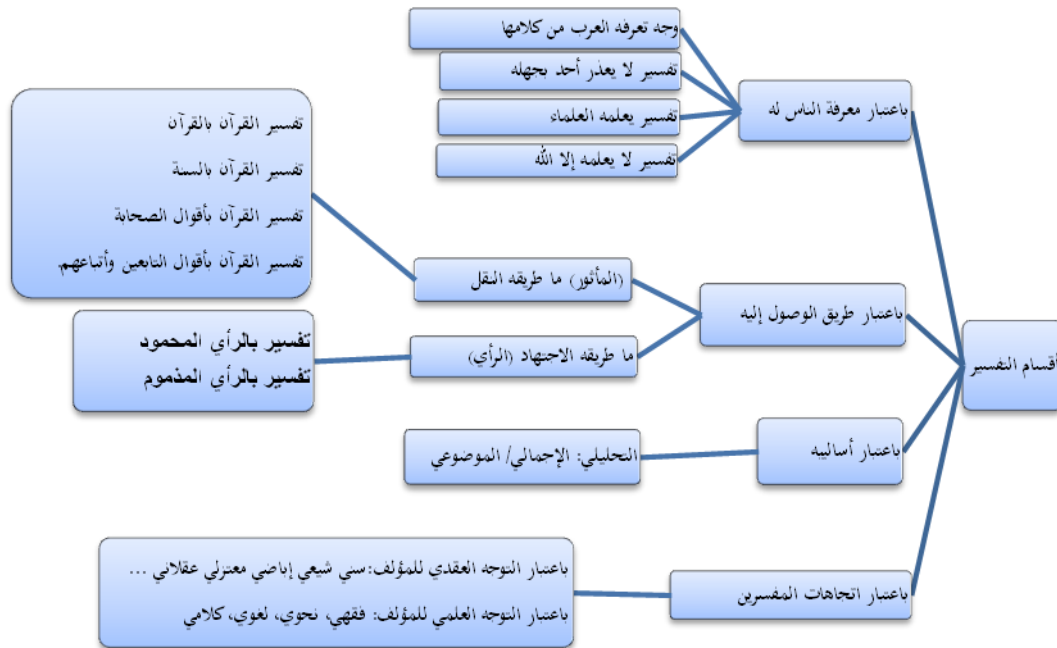 أقسام التفسير
باعتبار معرفة الناس له
وجه تعرفه العرب من كلامها
تفسير لا يعذر أحد بجهله
تفسير يعلمه العلماء
تفسير لا يعلمه إلا الله
باعتبار طريق الوصول إليه
(المأثور) ما طريقه النقل
تفسير القرآن بالقرآن
تفسير القرآن بالسنة
تفسير القرآن بأقوال الصحابة
تفسير القرآن بأقوال التابعين وأتباعهم.
ما طريقه الاجتهاد (الرأي)
تفسير بالرأي المحمود
تفسير بالرأي المذموم
باعتبار أساليبه
التحليلي: الإجمالي/ الموضوعي
باعتبار اتجاهات المفسرين
باعتبار التوجه العقدي للمؤلف: سني شيعي إباضي معتزلي عقلاني ...
باعتبار التوجه العلمي للمؤلف: فقهي، نحوي، لغوي، كلامي